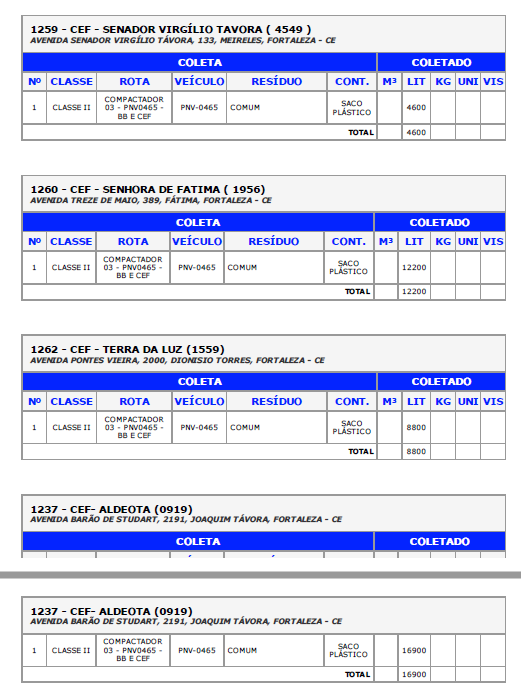 1259 - CEF - SENADOR VIRGÍLIO TAVORA ( 4549 )
AVENIDA SENADOR VIRGÍLIO TÁVORA, 133, MEIRELES, FORTALEZA - CE
COLETA COLETADO
Nº CLASSE ROTA VEÍCULO RESÍDUO CONT. M³ LIT KG UNI VIS
1 CLASSE II COMPACTADOR 03 - PNV0465 - BB E CEF PNV-0465 COMUM SACO PLÁSTICO 4600
TOTAL 4600
1260 - CEF - SENHORA DE FATIMA ( 1956)
AVENIDA TREZE DE MAIO, 389, FÁTIMA, FORTALEZA - CE
COLETA COLETADO
Nº CLASSE ROTA VEÍCULO RESÍDUO CONT. M³ LIT KG UNI VIS
1 CLASSE II COMPACTADOR 03 - PNV0465 - BB E CEF PNV-0465 COMUM SACO PLÁSTICO 12200
TOTAL 12200
1262 - CEF - TERRA DA LUZ (1559)
AVENIDA PONTES VIEIRA, 2000, DIONISIO TORRES, FORTALEZA - CE
COLETA COLETADO
Nº CLASSE ROTA VEÍCULO RESÍDUO CONT. M³ LIT KG UNI VIS
1 CLASSE II COMPACTADOR 03 - PNV0465 - BB E CEF PNV-0465 COMUM SACO PLÁSTICO 8800
TOTAL 8800
1237 - CEF- ALDEOTA (0919)
AVENIDA BARÃO DE STUDART, 2191, JOAQUIM TÁVORA, FORTALEZA - CE
COLETA COLETADO
1237 - CEF- ALDEOTA (0919)
AVENIDA BARÃO DE STUDART, 2191, JOAQUIM TÁVORA, FORTALEZA - CE
1 CLASSE II COMPACTADOR 03 - PNV0465 - BB E CEF PNV-0465 COMUM SACO PLÁSTICO 16900
TOTAL 16900